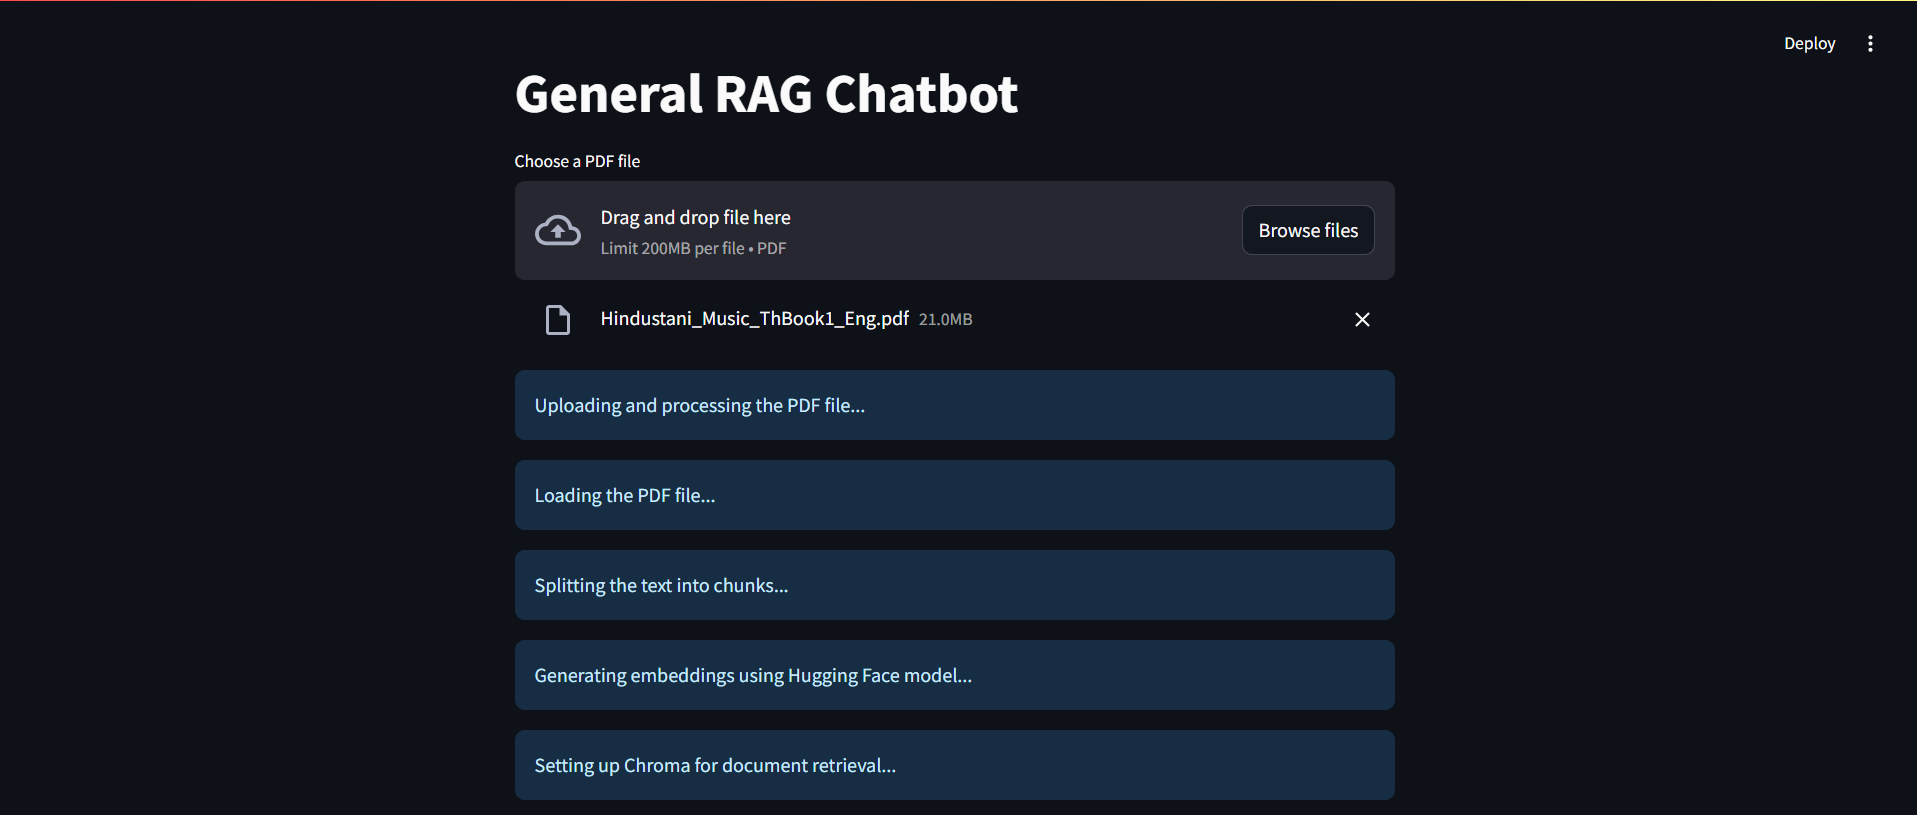 Deploy
General RAG Chatbot
Choose a PDF file
Drag and drop file here
Limit 200MB per file • PDF
Browse files
Hindustani_Music_ThBook1_Eng.pdf 21.0MB
Uploading and processing the PDF file...
Loading the PDF file...
Splitting the text into chunks...
Generating embeddings using Hugging Face model...
Setting up Chroma for document retrieval...